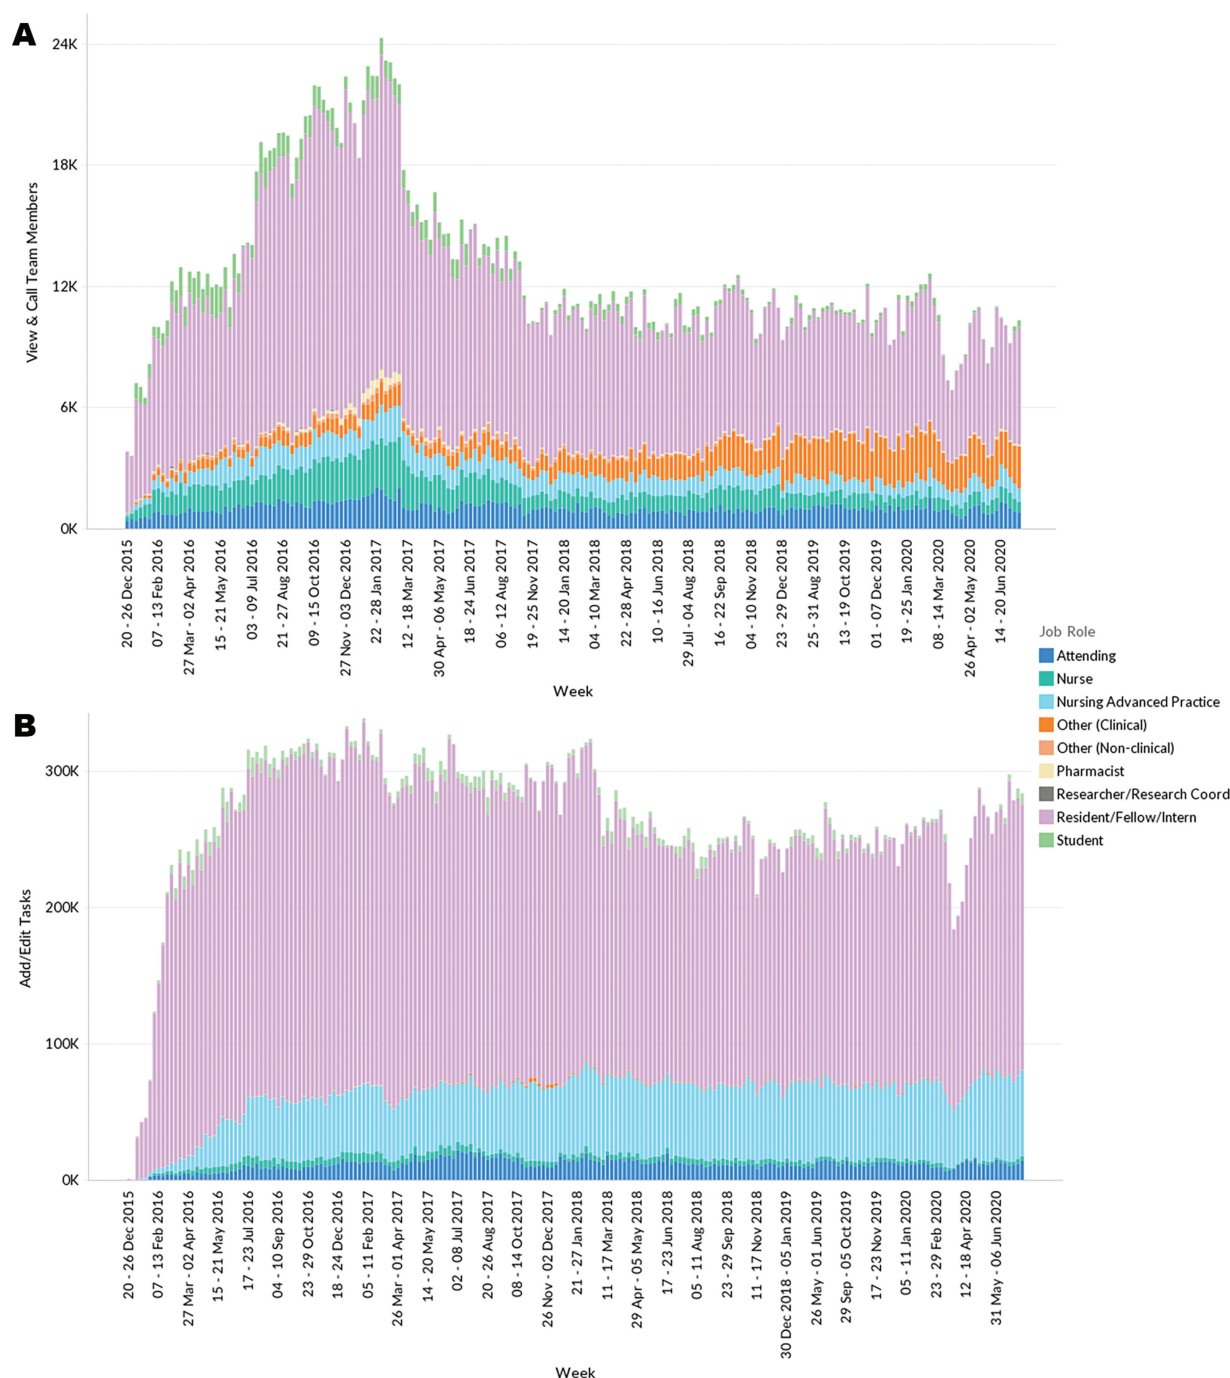 A
24K
18K
12K
6K
0K
View & Call Team Members
20 - 26 Dec 2015
07 - 13 Feb 2016
27 Mar - 02 Apr 2016
15 - 21 May 2016
03 - 09 Jul 2016
21 - 27 Aug 2016
09 - 15 Oct 2016
27 Nov - 03 Dec 2016
22 - 28 Jan 2017
12 - 18 Mar 2017
30 Apr - 06 May 2017
18 - 24 Jun 2017
06 - 12 Aug 2017
19 - 25 Nov 2017
14 - 20 Jan 2018
04 - 10 Mar 2018
22 - 28 Apr 2018
10 - 16 Jun 2018
29 Jul - 04 Aug 2018
16 - 22 Sep 2018
04 - 10 Nov 2018
23 - 29 Dec 2018
25 - 31 Aug 2019
13 - 19 Oct 2019
01 - 07 Dec 2019
19 - 25 Jan 2020
08 - 14 Mar 2020
26 Apr - 02 May 2020
14 - 20 Jun 2020
Week
Job Role
Attending
Nurse
Nursing Advanced Practice
Other (Clinical)
Other (Non-clinical)
Pharmacist
Researcher/Research Coord
Resident/Fellow/Intern
Student
B
300K
200K
100K
0K
Add/Edit Tasks
20 - 26 Dec 2015
07 - 13 Feb 2016
27 Mar - 02 Apr 2016
15 - 21 May 2016
17 - 23 Jul 2016
04 - 10 Sep 2016
23 - 29 Oct 2016
18 - 24 Dec 2016
05 - 11 Feb 2017
26 Mar - 01 Apr 2017
14 - 20 May 2017
02 - 08 Jul 2017
20 - 26 Aug 2017
08 - 14 Oct 2017
26 Nov - 02 Dec 2017
21 - 27 Jan 2018
11 - 17 Mar 2018
29 Apr - 05 May 2018
17 - 23 Jun 2018
05 - 11 Aug 2018
23 - 29 Sep 2018
11 - 17 Nov 2018
30 Dec 2018 - 05 Jan 2019
26 May - 01 Jun 2019
29 Sep - 05 Oct 2019
17 - 23 Nov 2019
05 - 11 Jan 2020
23 - 29 Feb 2020
12 - 18 Apr 2020
31 May - 06 Jun 2020
Week